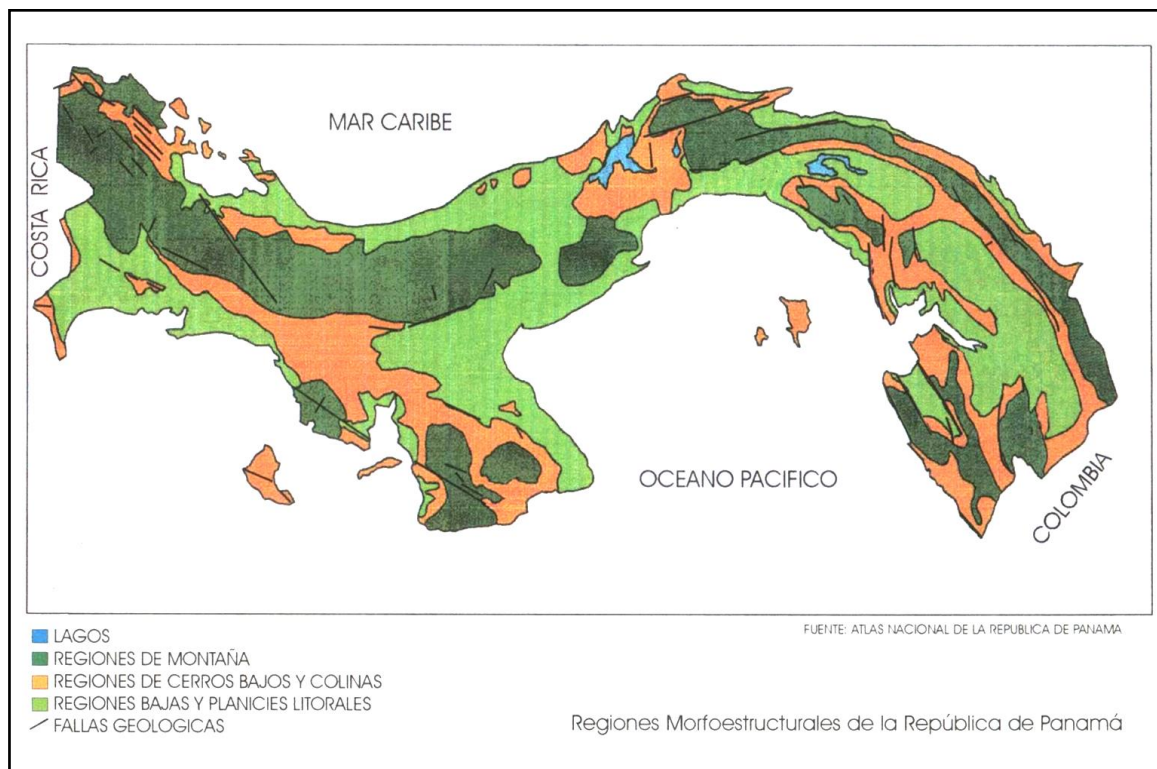 MAR CARIBE
COSTA RICA
OCEANO PACIFICO
COLOMBIA
FUENTE: ATLAS NACIONAL DE LA REPUBLICA DE PANAMA
LAGOS
REGIONES DE MONTAÑA
REGIONES DE CERROS BAJOS Y COLINAS
REGIONES BAJAS Y PLANICIES LITORALES
FALLAS GEOLOGICAS
Regiones Morfoestructurales de la República de Panamá